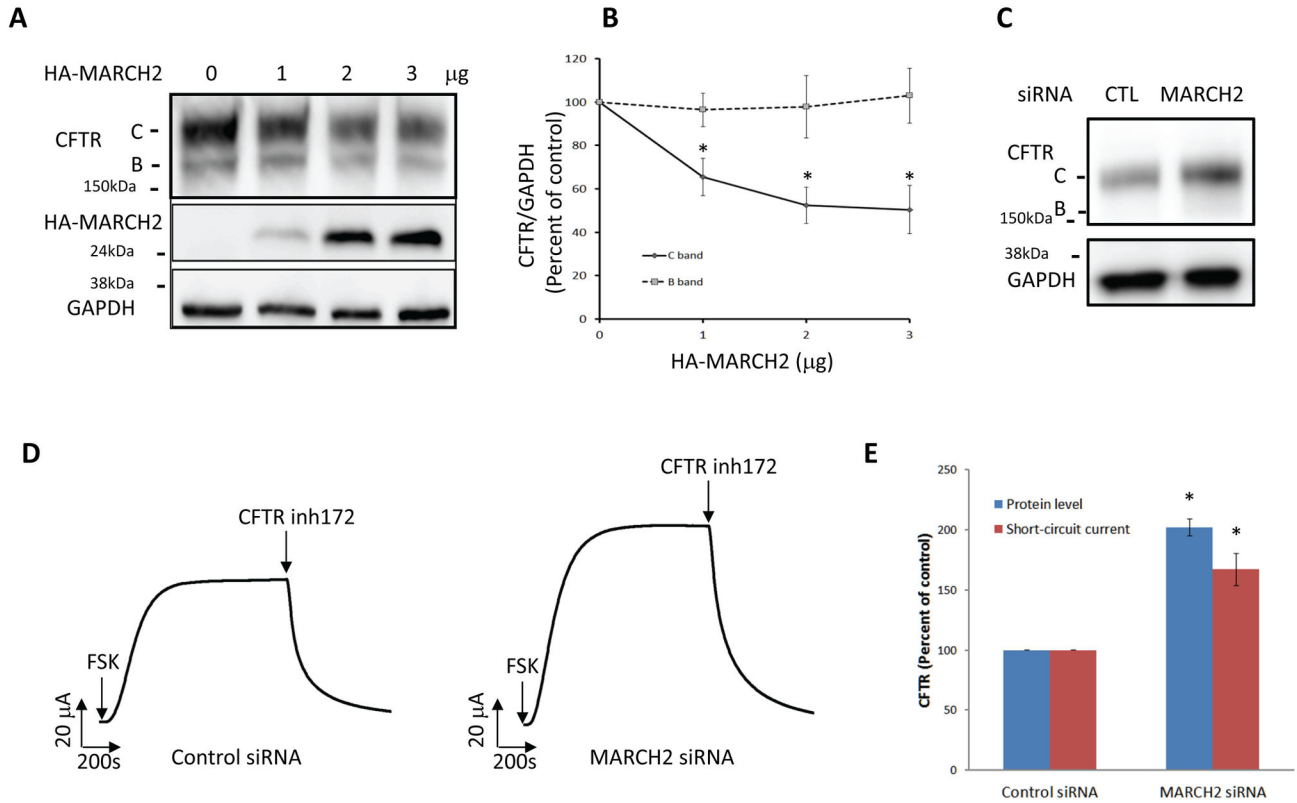 A
HA-MARCH2 0 1 2 3 μg
CFTR
C -
B -
150kDa -
HA-MARCH2
24kDa -
38kDa -
GAPDH
B
CFTR/GAPDH
(Percent of control)
120
100
80
60
40
20
0
*
*
*
C band
B band
0 1 2 3
HA-MARCH2 (μg)
C
siRNA CTL MARCH2
CFTR
C -
B -
150kDa -
38kDa -
GAPDH
D
FSK
CFTR inh172
20 μA
200s
Control siRNA
FSK
CFTR inh172
20 μA
200s
MARCH2 siRNA
E
CFTR (Percent of control)
250
200
150
100
50
0
Protein level
Short-circuit current
*
*
Control siRNA MARCH2 siRNA